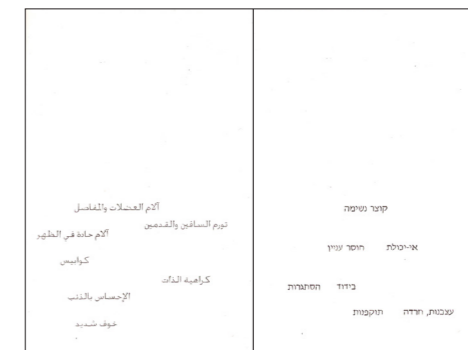 آلام العضلات والمفاصل
تورم الساقين والقدمين
آلام حادة في الظهر
كوابيس
كراهية الذات
الإحساس بالذنب
خوف شديد
קוצר נשימה
אי-יכולת חוסר עניין
בידוד הסתגרות
עצבנות, חרדה תוקפנות